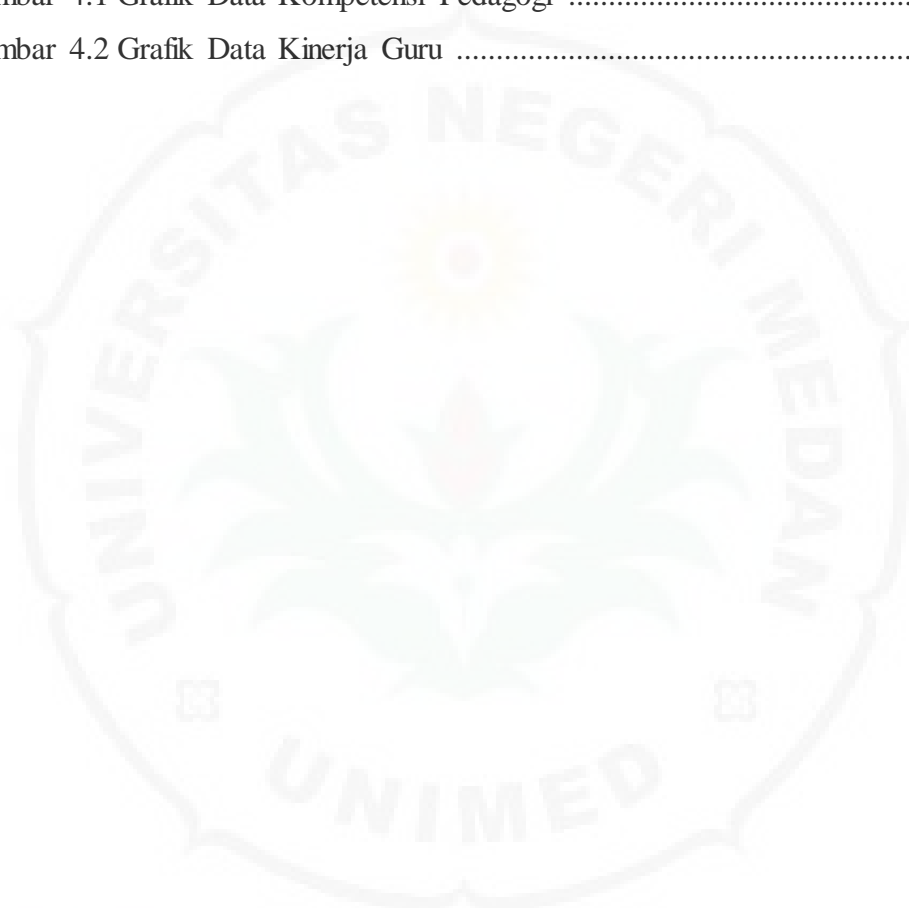 mbar 4.1 Grafik Data Kompetensi Pedagogi ............................................
mbar 4.2 Grafik Data Kinerja Guru ..........................................................
UNIVERSITAS NEGERI MEDAN
UNIMED